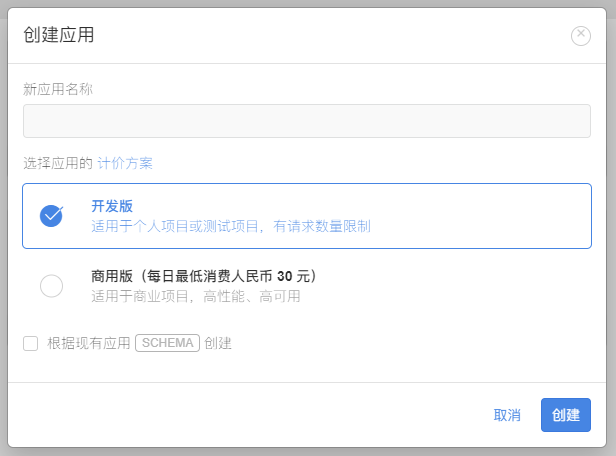 创建应用
新应用名称
选择应用的 计价方案
开发版
适用于个人项目或测试项目，有请求数量限制
商用版（每日最低消费人民币 30 元）
适用于商业项目，高性能、高可用
根据现有应用 SCHEMA 创建
取消 创建